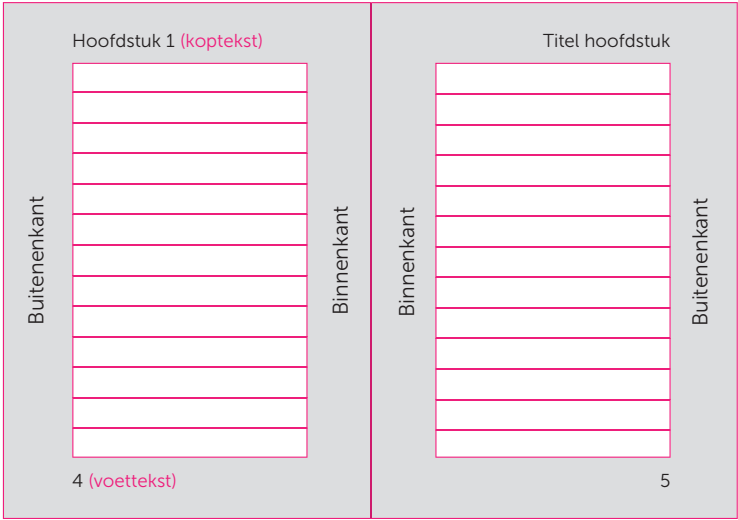 Hoofdstuk 1 (koptekst)
Buitenenkant
Binnenkant
4 (voettekst)
Titel hoofdstuk
Binnenkant
Buitenenkant
5